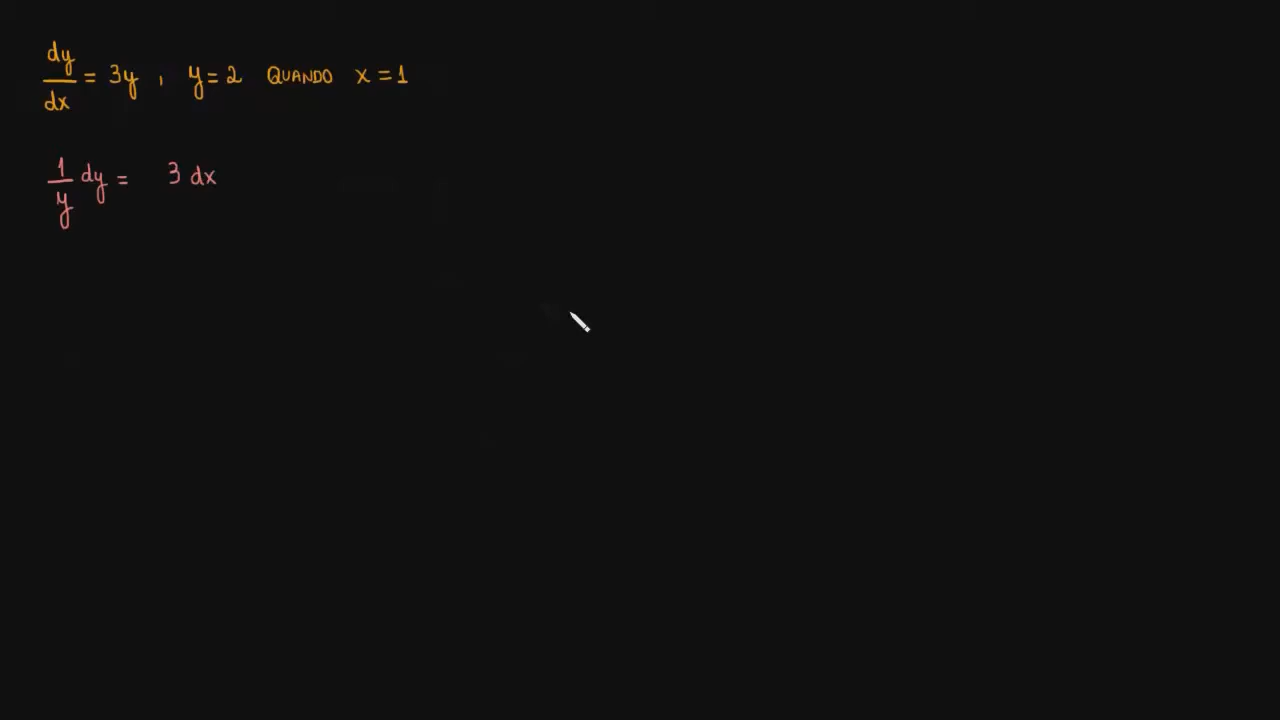 dy/dx = 3y , y = 2 QUANDO x = 1
1/y dy = 3 dx